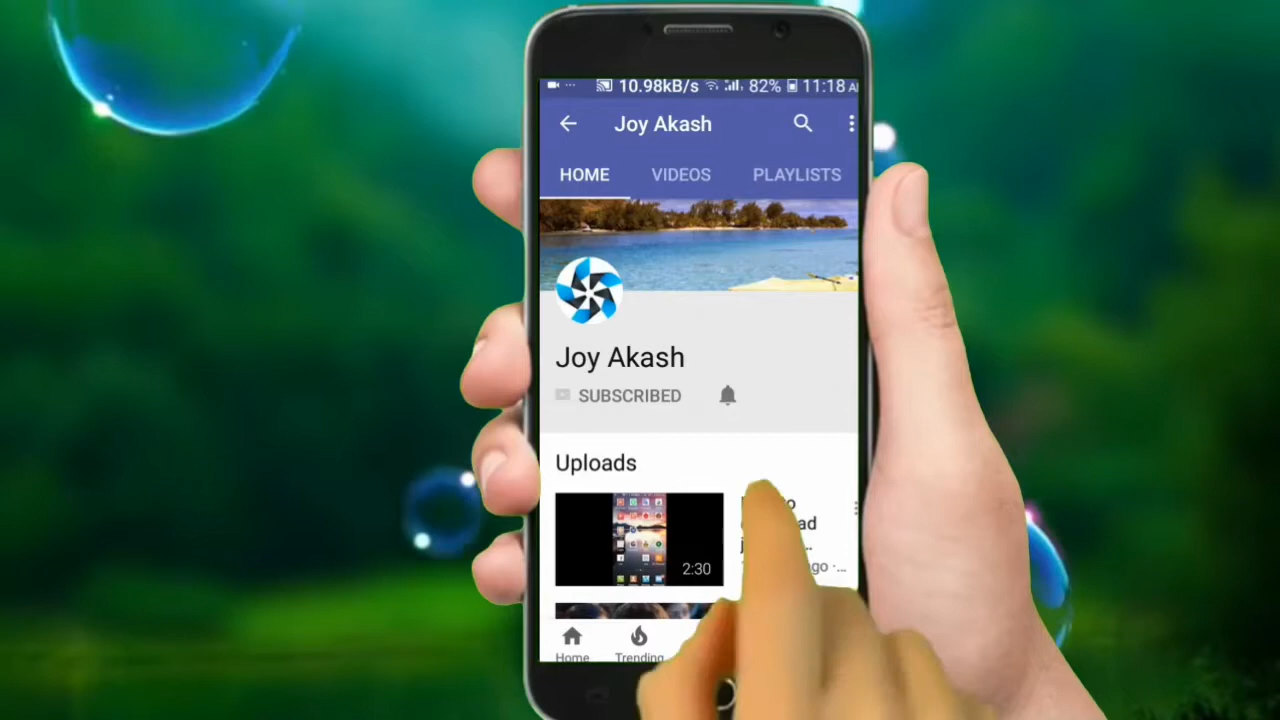 10.98kB/s 82% 11:18
Joy Akash
HOME VIDEOS PLAYLISTS
Joy Akash
SUBSCRIBED
Uploads
2:30
Home Trending